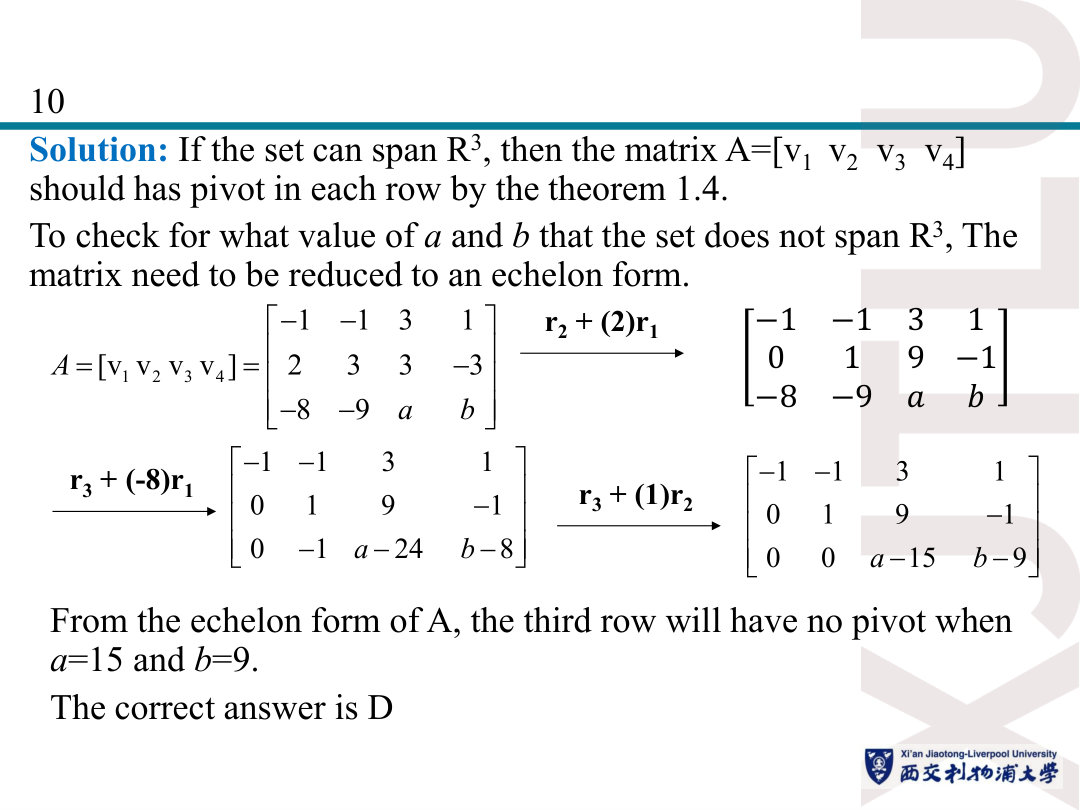 10
Solution: If the set can span R³, then the matrix A=[v₁ v₂ v₃ v₄]
should has pivot in each row by the theorem 1.4.
To check for what value of a and b that the set does not span R³, The
matrix need to be reduced to an echelon form.
A = [v₁ v₂ v₃ v₄] =
−1 −1 3 1
2 3 3 −3
−8 −9 a b
r₂ + (2)r₁
−1 −1 3 1
0 1 9 −1
−8 −9 a b
r₃ + (-8)r₁
−1 −1 3 1
0 1 9 −1
0 −1 a − 24 b − 8
r₃ + (1)r₂
−1 −1 3 1
0 1 9 −1
0 0 a − 15 b − 9
From the echelon form of A, the third row will have no pivot when
a=15 and b=9.
The correct answer is D
Xi'an Jiaotong-Liverpool University
西交利物浦大学
XJTLU